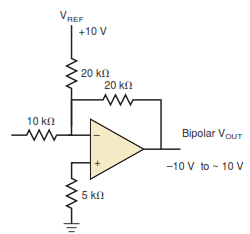 VREF
+10 V
20 kΩ
20 kΩ
10 kΩ
−
+
Bipolar VOUT
−10 V to ~ 10 V
5 kΩ